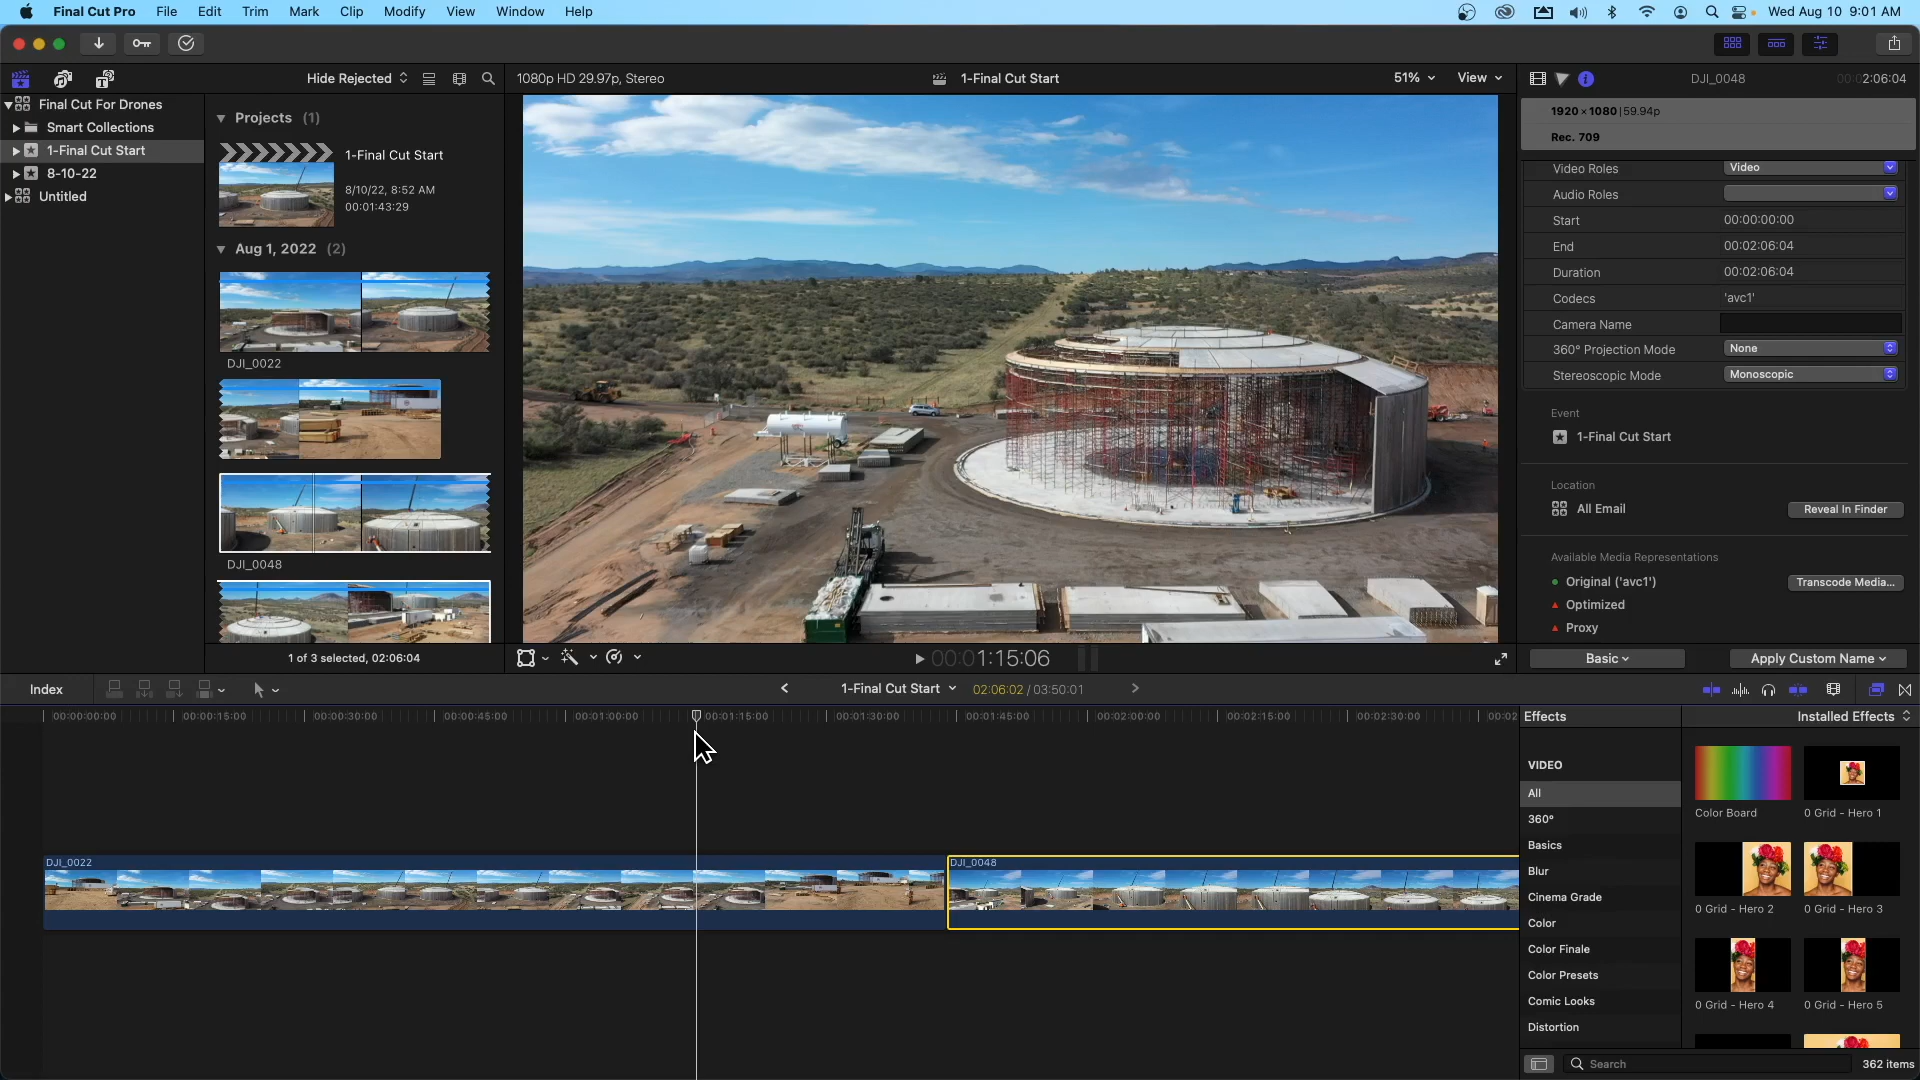 Final Cut Pro File Edit Trim Mark Clip Modify View Window Help Wed Aug 10 9:01 AM
Hide Rejected 1080p HD 29.97p, Stereo 1-Final Cut Start 51% View DJI_0048 00:02:06:04
Final Cut For Drones
Smart Collections
1-Final Cut Start
8-10-22
Untitled
Projects (1)
1-Final Cut Start
8/10/22, 8:52 AM
00:01:43:29
Aug 1, 2022 (2)
DJI_0022
DJI_0048
1 of 3 selected, 02:06:04
00:01:15:06
1920 × 1080 | 59.94p
Rec. 709
Video Roles Video
Audio Roles
Start 00:00:00:00
End 00:02:06:04
Duration 00:02:06:04
Codecs 'avc1'
Camera Name
360° Projection Mode None
Stereoscopic Mode Monoscopic
Event
1-Final Cut Start
Location
All Email Reveal In Finder
Available Media Representations
Original ('avc1') Transcode Media...
Optimized
Proxy
Basic Apply Custom Name
Index 1-Final Cut Start 02:06:02 / 03:50:01
00:00:00:00 00:00:15:00 00:00:30:00 00:00:45:00 00:01:00:00 00:01:15:00 00:01:30:00 00:01:45:00 00:02:00:00 00:02:15:00 00:02:30:00 00:02
DJI_0022 DJI_0048
Effects Installed Effects
VIDEO
All
360°
Basics
Blur
Cinema Grade
Color
Color Finale
Color Presets
Comic Looks
Distortion
Color Board 0 Grid - Hero 1
0 Grid - Hero 2 0 Grid - Hero 3
0 Grid - Hero 4 0 Grid - Hero 5
Search 362 items